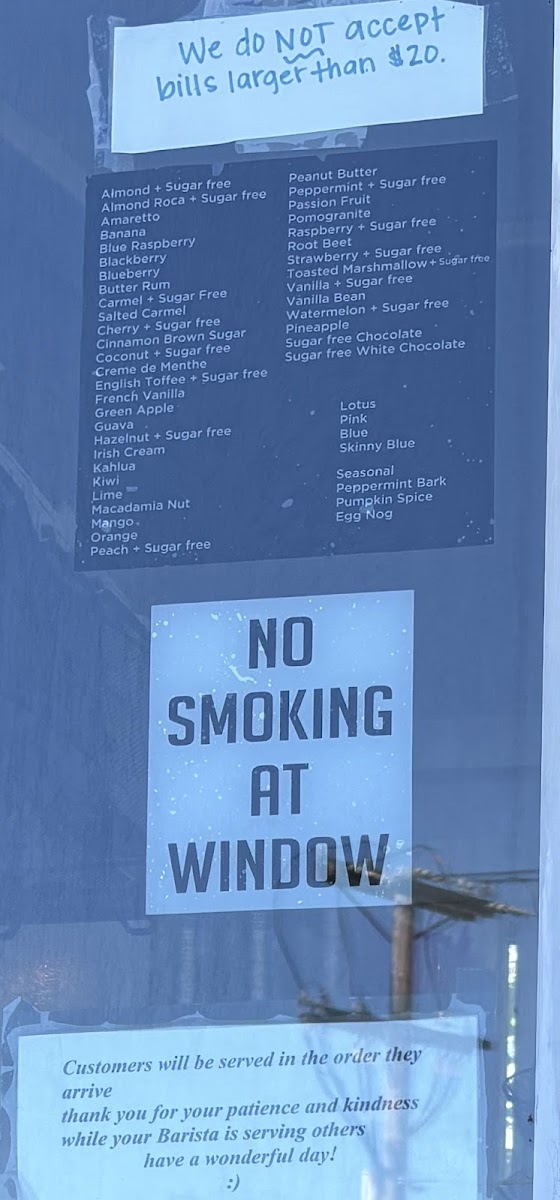 We do NOT accept
bills larger than $20.
Almond + Sugar free
Almond Roca + Sugar free
Amaretto
Banana
Blue Raspberry
Blackberry
Blueberry
Butter Rum
Carmel + Sugar Free
Salted Carmel
Cherry + Sugar free
Cinnamon Brown Sugar
Coconut + Sugar free
Creme de Menthe
English Toffee + Sugar free
French Vanilla
Green Apple
Guava
Hazelnut + Sugar free
Irish Cream
Kahlua
Kiwi
Lime
Macadamia Nut
Mango
Orange
Peach + Sugar free
Peanut Butter
Peppermint + Sugar free
Passion Fruit
Pomogranite
Raspberry + Sugar free
Root Beet
Strawberry + Sugar free
Toasted Marshmallow + Sugar free
Vanilla + Sugar free
Vanilla Bean
Watermelon + Sugar free
Pineapple
Sugar free Chocolate
Sugar free White Chocolate
Lotus
Pink
Blue
Skinny Blue
Seasonal
Peppermint Bark
Pumpkin Spice
Egg Nog
NO
SMOKING
AT
WINDOW
Customers will be served in the order they
arrive
thank you for your patience and kindness
while your Barista is serving others
have a wonderful day!
:)